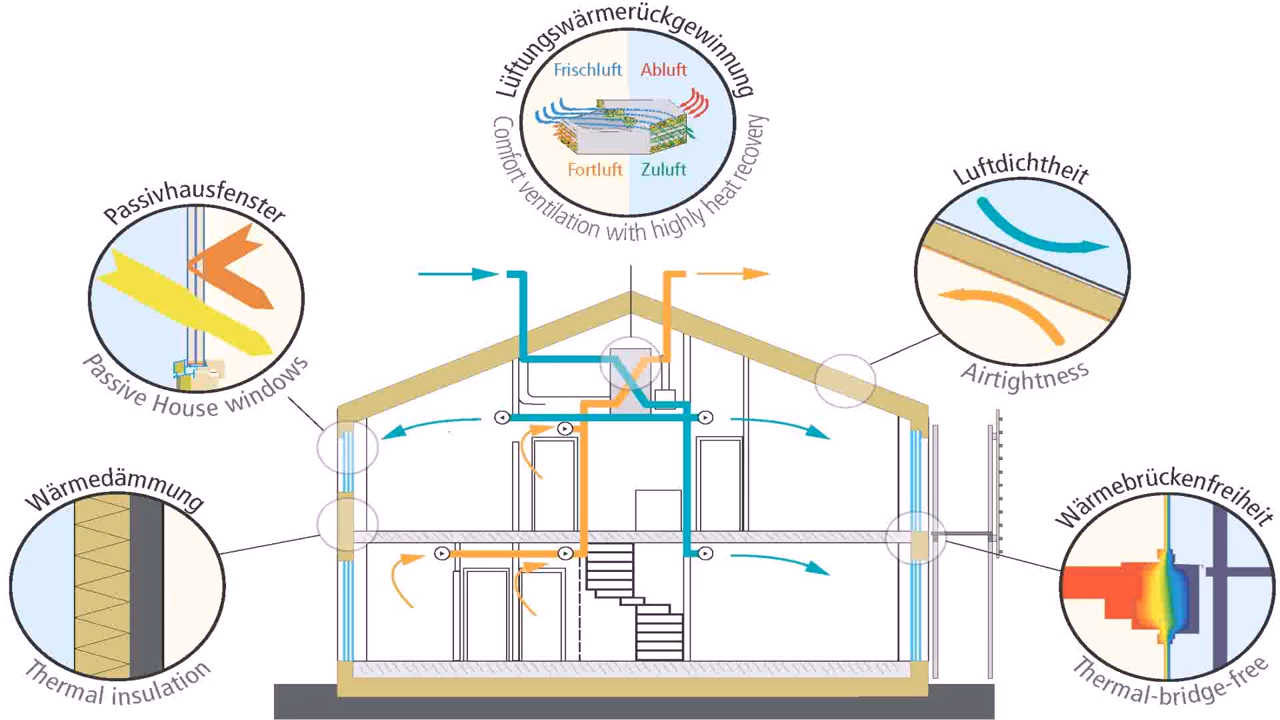 Lüftungswärmerückgewinnung
Frischluft Abluft
Fortluft Zuluft
Comfort ventilation with highly heat recovery
Passivhausfenster
Passive House windows
Luftdichtheit
Airtightness
Wärmedämmung
Thermal insulation
Wärmebrückenfreiheit
Thermal-bridge-free